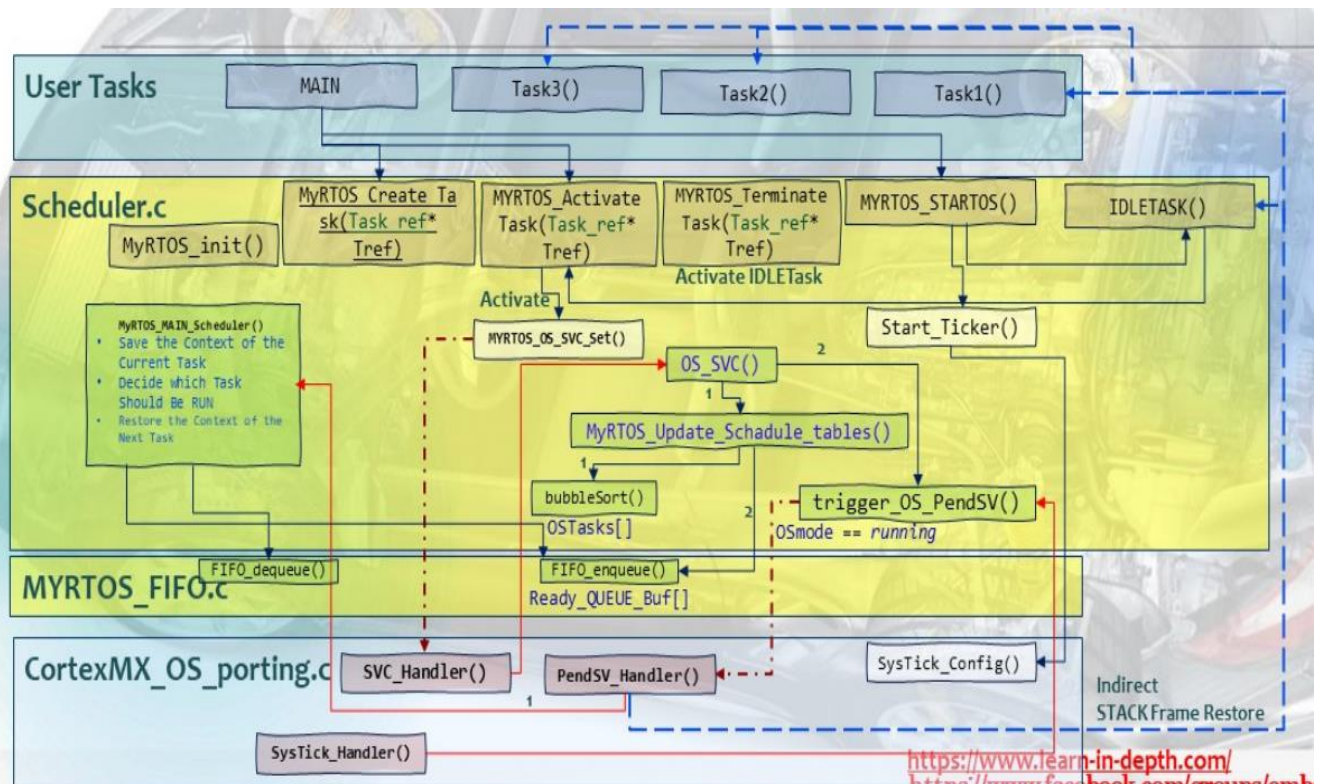 User Tasks
MAIN
Task3()
Task2()
Task1()
Scheduler.c
MyRTOS_init()
MyRTOS_Create_Ta
sk(Task_ref*
Tref)
MYRTOS_Activate
Task(Task_ref*
Tref)
MYRTOS_Terminate
Task(Task_ref*
Tref)
MYRTOS_STARTOS()
IDLETASK()
Activate IDLETask
Activate
MyRTOS_MAIN_Scheduler()
• Save the Context of the
Current Task
• Decide which Task
Should Be RUN
• Restore the Context of the
Next Task
MYRTOS_OS_SVC_Set()
Start_Ticker()
OS_SVC()
2
1
MyRTOS_Update_Schadule_tables()
1
bubbleSort()
OSTasks[]
2
trigger_OS_PendSV()
OSmode == running
MYRTOS_FIFO.c
FIFO_dequeue()
FIFO_enqueue()
Ready_QUEUE_Buf[]
CortexMX_OS_porting.c
SVC_Handler()
PendSV_Handler()
SysTick_Config()
1
Indirect
STACK Frame Restore
SysTick_Handler()
https://www.learn-in-depth.com/